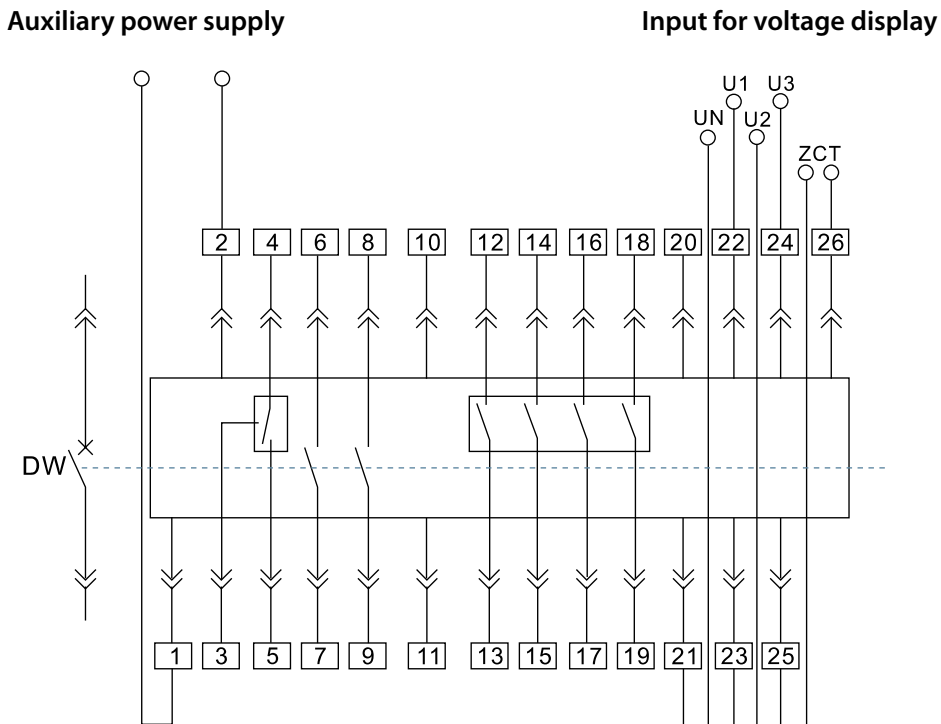 Auxiliary power supply
Input for voltage display
U1 U3
UN U2
ZCT
2 4 6 8 10 12 14 16 18 20 22 24 26
DW
1 3 5 7 9 11 13 15 17 19 21 23 25